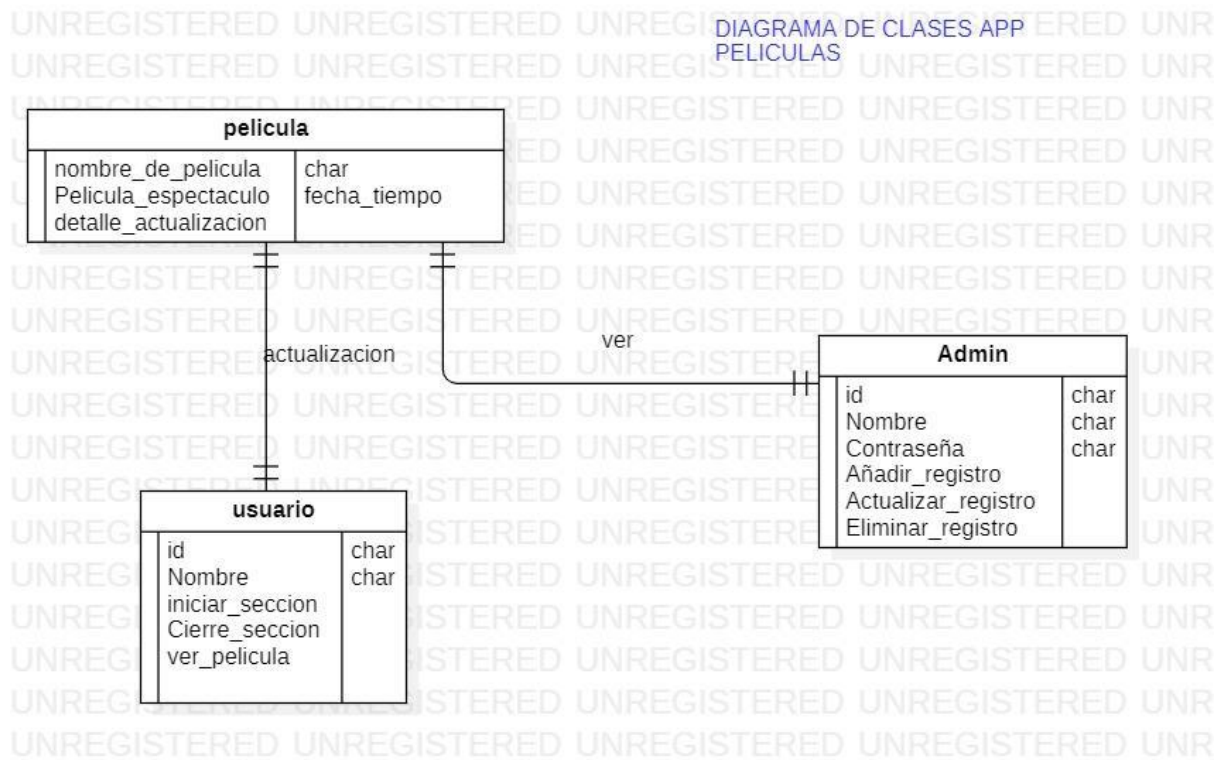 DIAGRAMA DE CLASES APP
PELICULAS
pelicula
nombre_de_pelicula char
Pelicula_espectaculo fecha_tiempo
detalle_actualizacion
actualizacion
ver
Admin
id char
Nombre char
Contraseña char
Añadir_registro
Actualizar_registro
Eliminar_registro
usuario
id char
Nombre char
iniciar_seccion
Cierre_seccion
ver_pelicula
UNREGISTERED